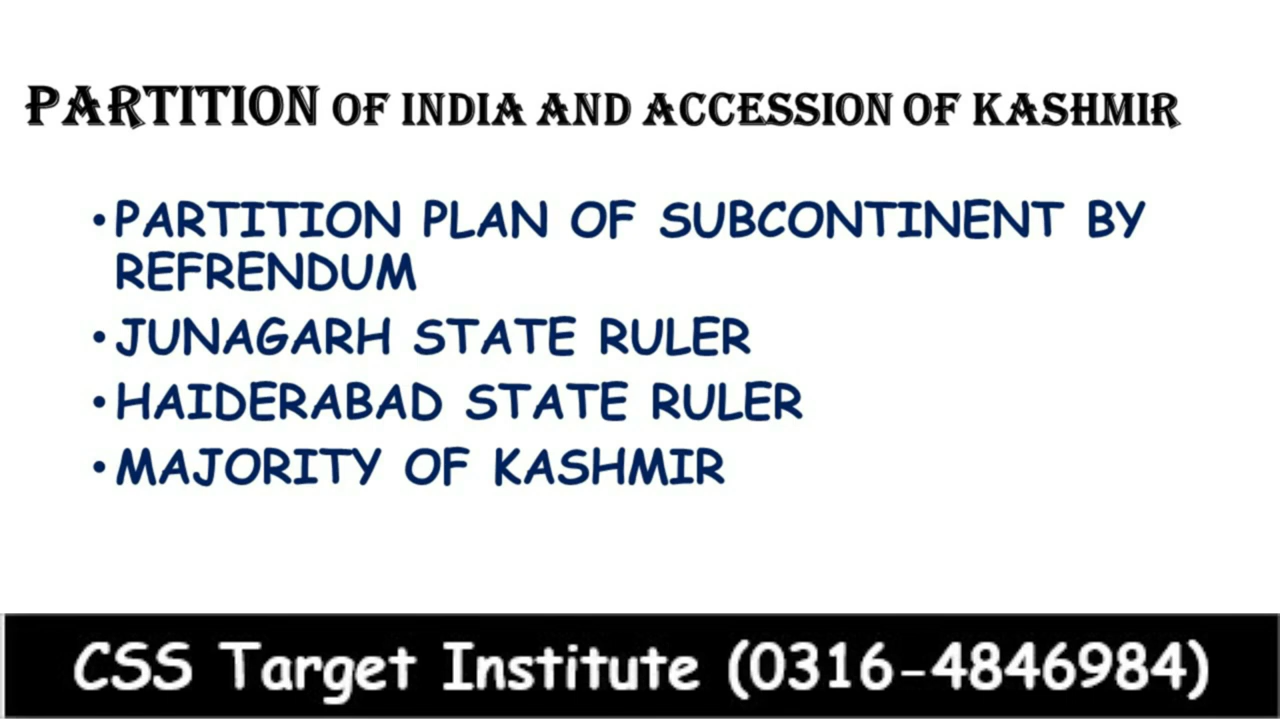 PARTITION OF INDIA AND ACCESSION OF KASHMIR
• PARTITION PLAN OF SUBCONTINENT BY
REFRENDUM
• JUNAGARH STATE RULER
• HAIDERABAD STATE RULER
• MAJORITY OF KASHMIR
CSS Target Institute (0316-4846984)